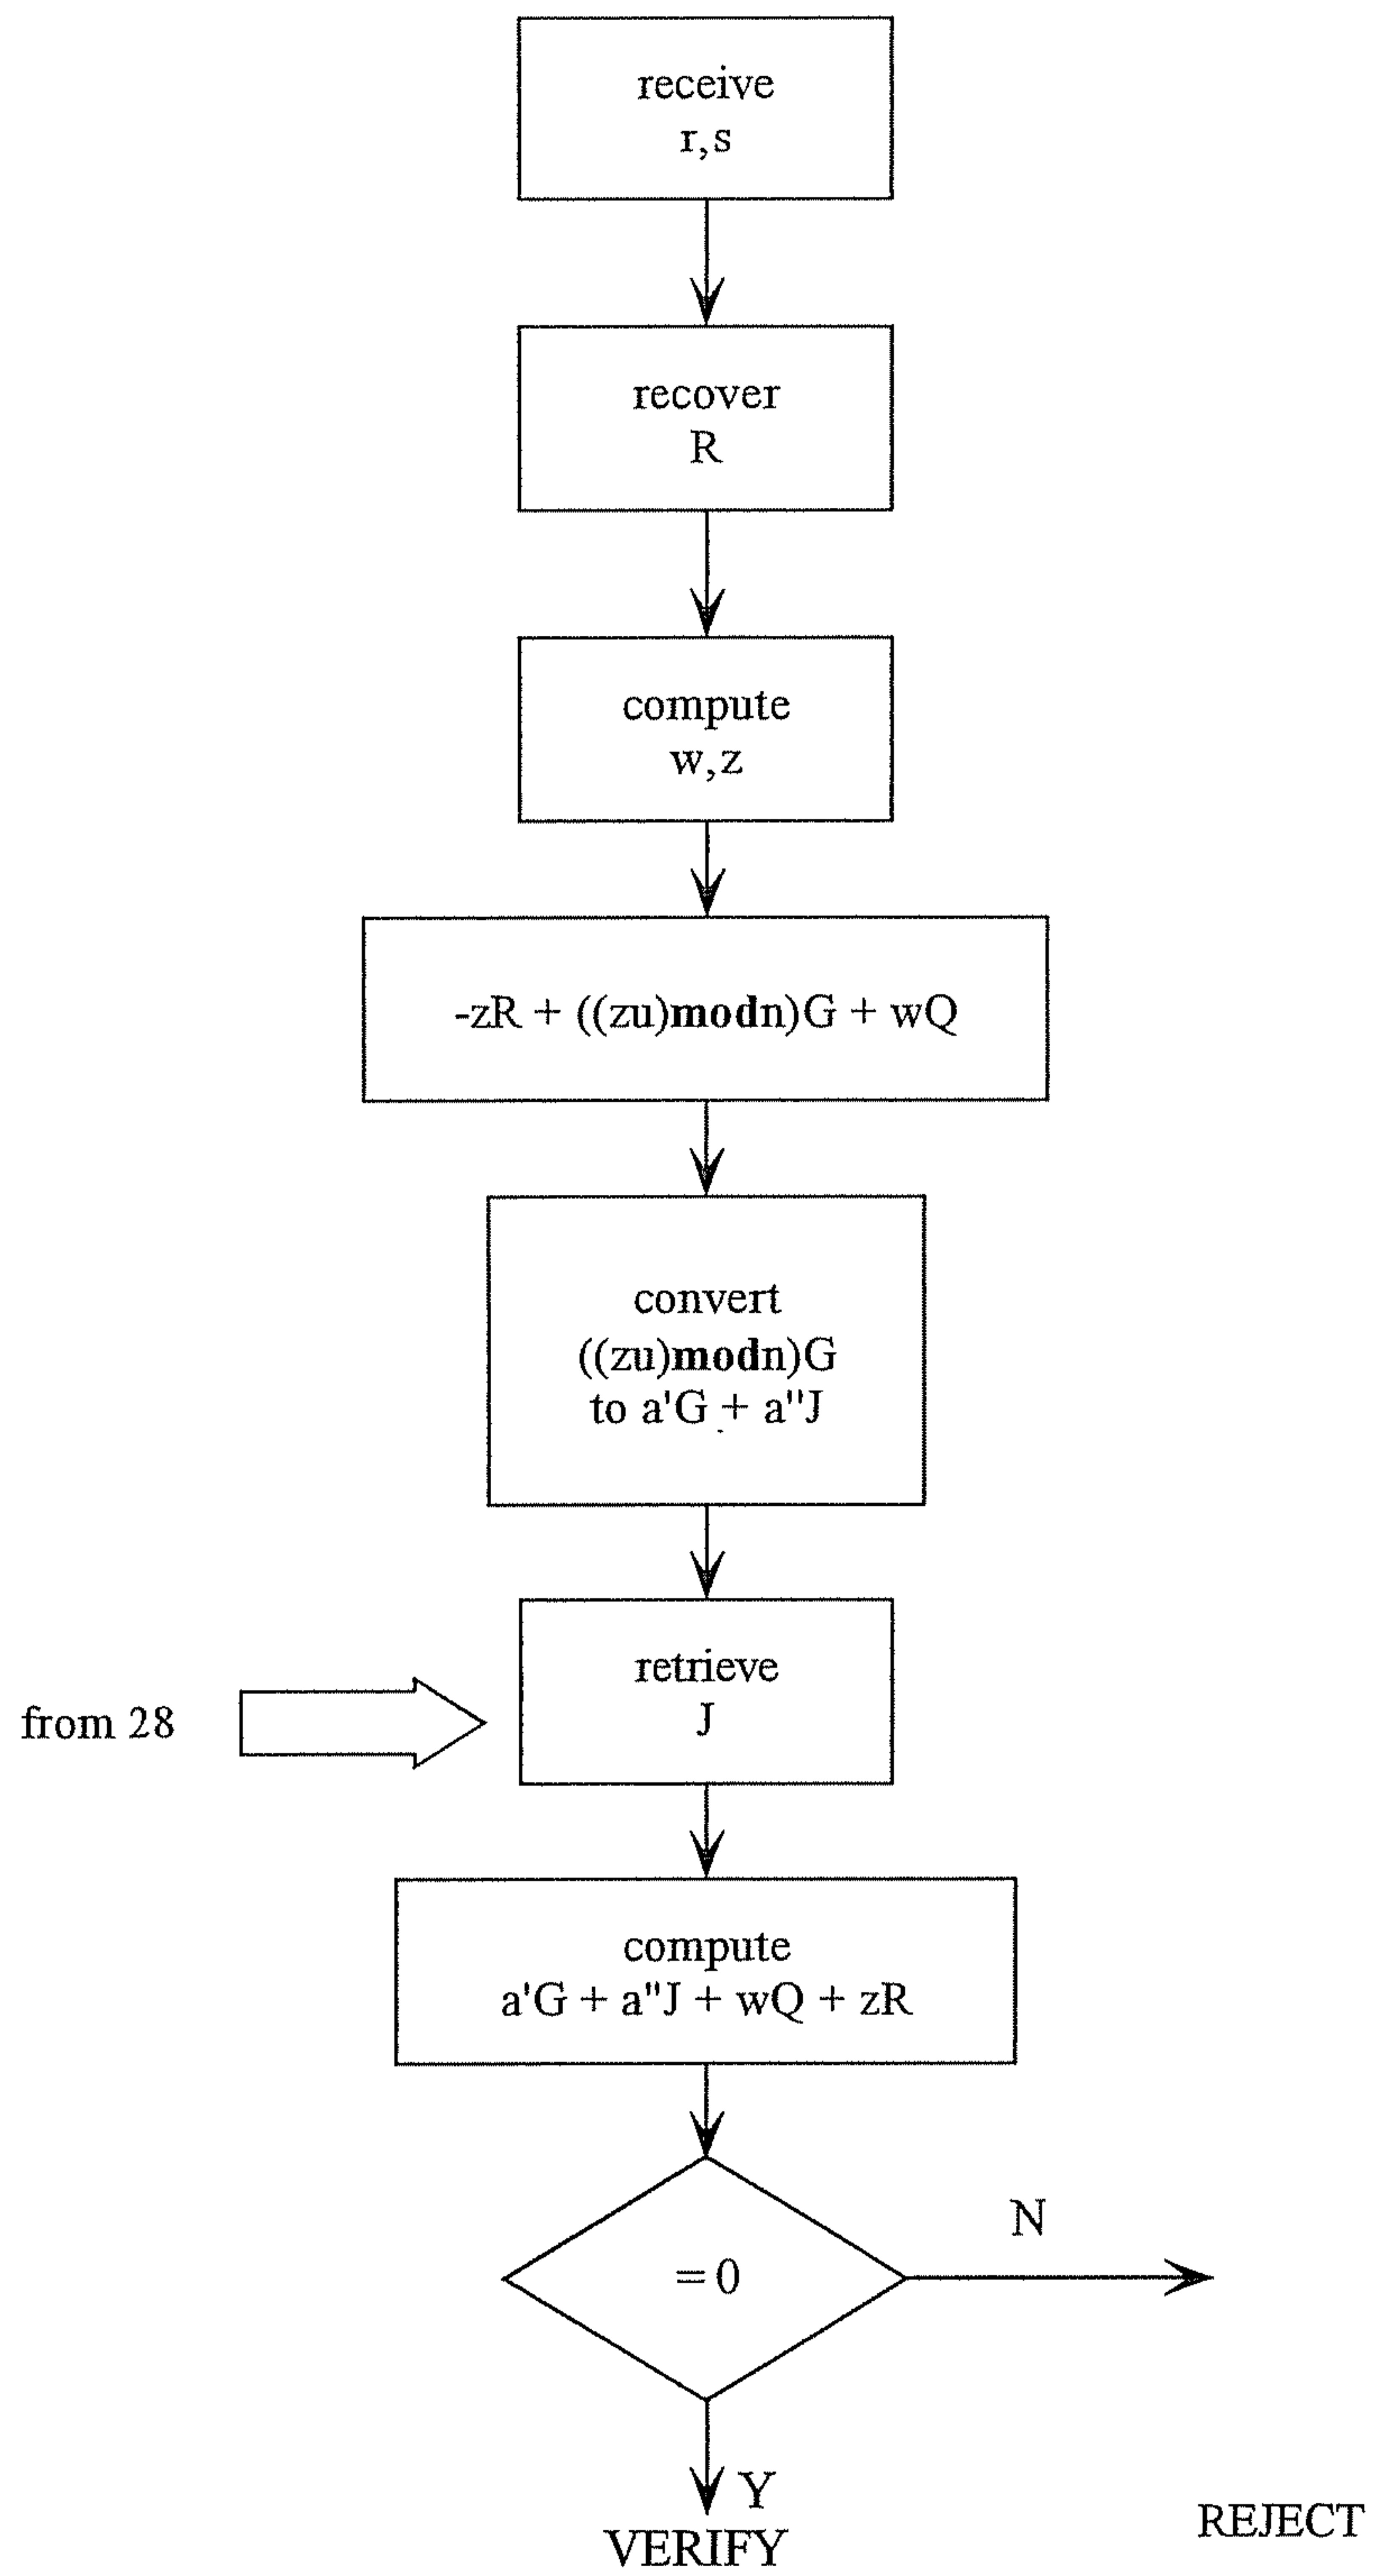 receive
r,s
recover
R
compute
w,z
-zR + ((zu)modn)G + wQ
convert
((zu)modn)G
to a'G + a"J
from 28
retrieve
J
compute
a'G + a"J + wQ + zR
= 0
N
Y
VERIFY
REJECT